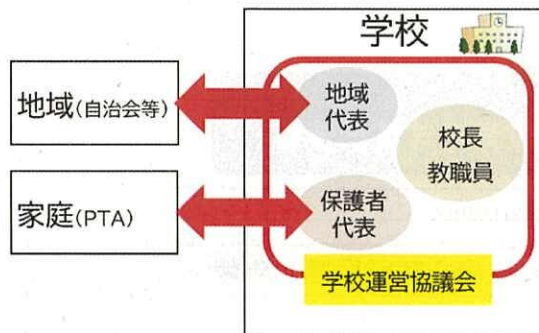 学校
地域(自治会等)
地域
代表
校長
教職員
家庭(PTA)
保護者
代表
学校運営協議会